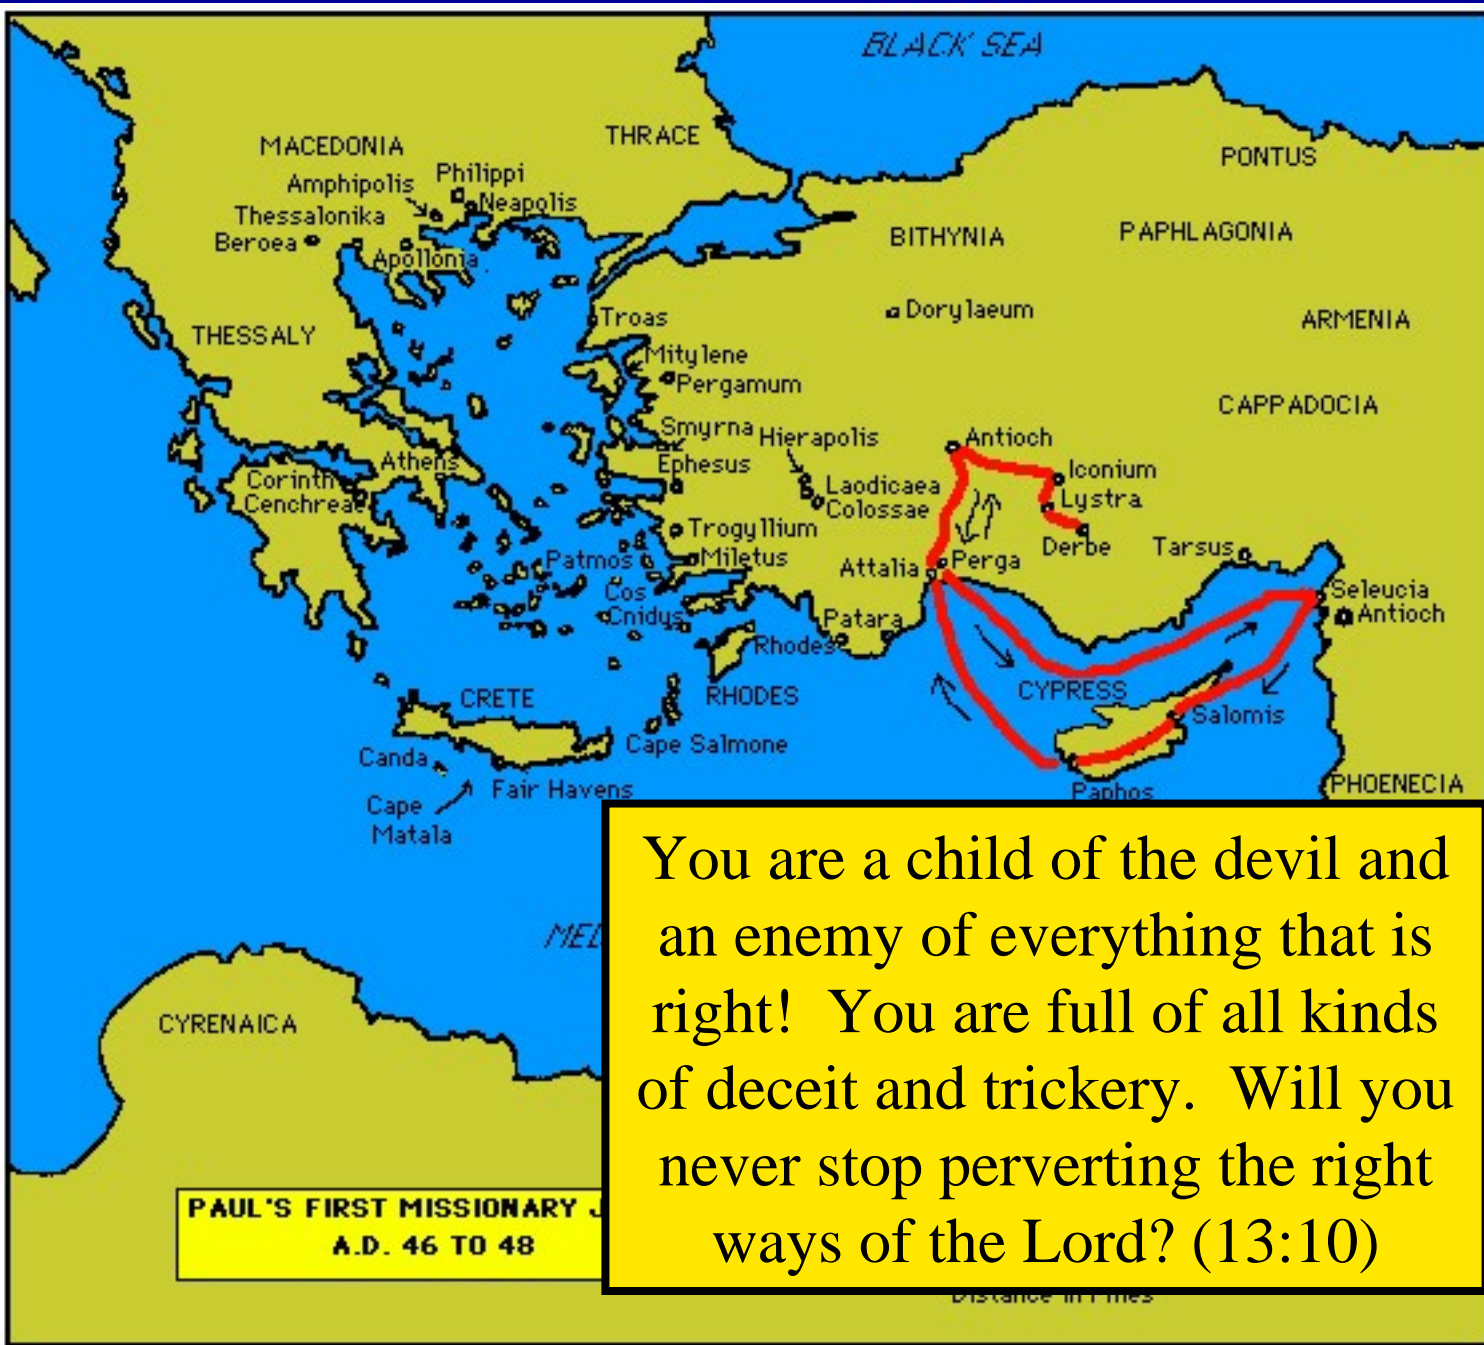 BLACK SEA
THRACE
MACEDONIA
PONTUS
Philippi
Amphipolis
Neapolis
Thessalonika
PAPHLAGONIA
Beroea
BITHYNIA
Apollonia
Dorylaeum
Troas
ARMENIA
THESSALY
Mitylene
Pergamum
CAPPADOCIA
Smyrna
Hierapolis
Antioch
Athens
Ephesus
Iconium
Corinth
Laodicaea
Lystra
Cenchreae
Colossae
Trogyllium
Derbe
Tarsus
Patmos
Miletus
Attalia
Perga
Cos
Seleucia
Cnidus
Patara
Antioch
Rhodes
CRETE
RHODES
CYPRESS
Salomis
Cape Salmone
Canda
PHOENECIA
Fair Havens
Paphos
Cape
Matala
You are a child of the devil and
an enemy of everything that is
right! You are full of all kinds
of deceit and trickery. Will you
never stop perverting the right
ways of the Lord? (13:10)
MED
CYRENAICA
PAUL'S FIRST MISSIONARY J
A.D. 46 TO 48